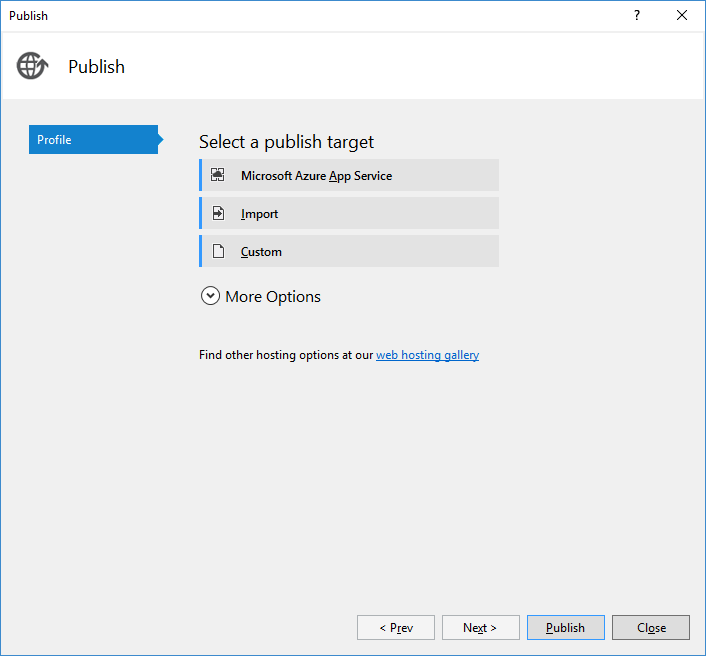 Publish
?
Publish
Profile
Select a publish target
Microsoft Azure App Service
Import
Custom
More Options
Find other hosting options at our web hosting gallery
< Prev
Next >
Publish
Close